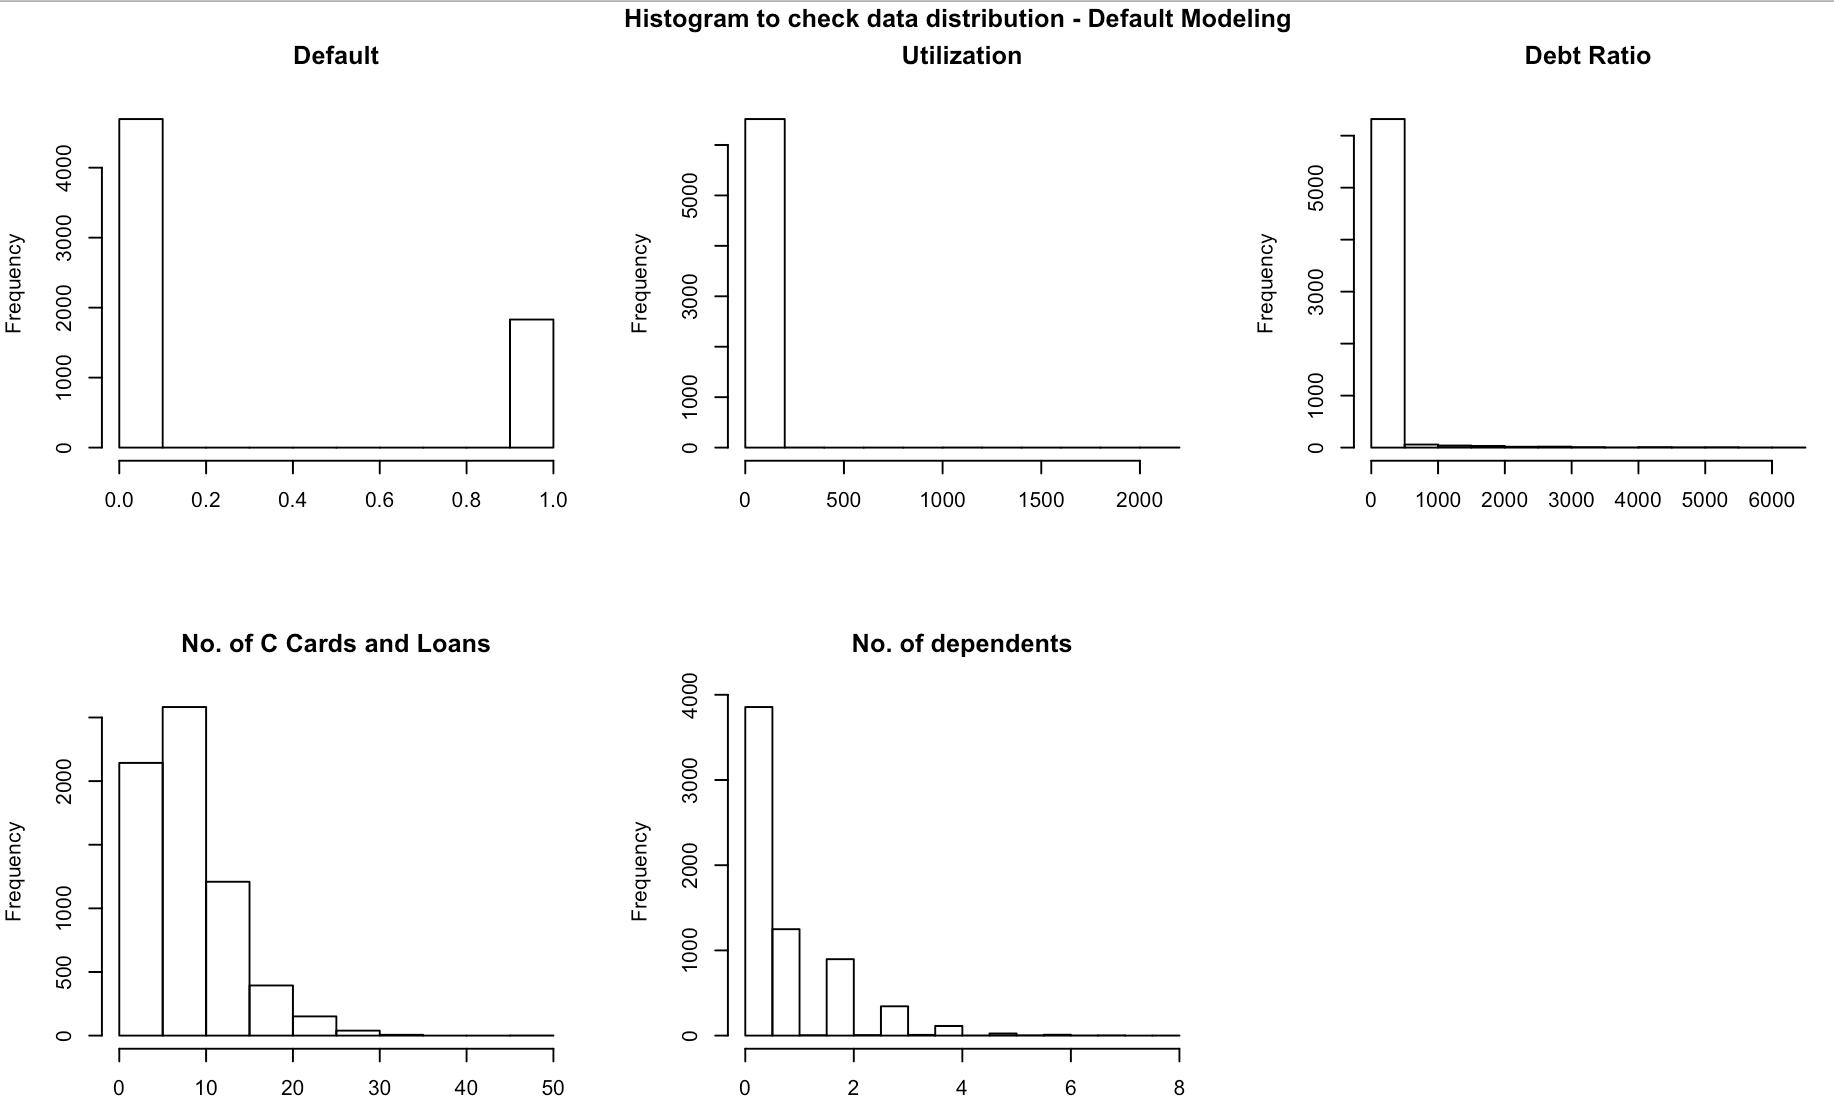 Histogram to check data distribution - Default Modeling
Default
Frequency
0
1000
2000
3000
4000
0.0 0.2 0.4 0.6 0.8 1.0
Utilization
Frequency
0
1000
3000
5000
0 500 1000 1500 2000
Debt Ratio
Frequency
0
1000
3000
5000
0 1000 2000 3000 4000 5000 6000
No. of C Cards and Loans
Frequency
0
500
1000
2000
0 10 20 30 40 50
No. of dependents
Frequency
0
1000
2000
3000
4000
0 2 4 6 8